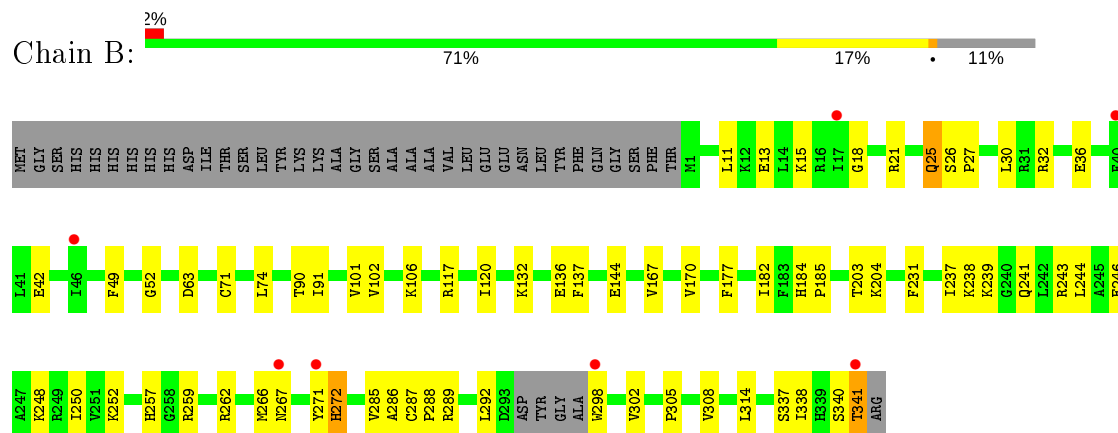 2%
Chain B:
71% 17% • 11%
MET GLY SER HIS HIS HIS HIS HIS HIS ASP ILE THR SER LEU TYR LYS LYS ALA GLY SER ALA ALA ALA VAL LEU GLU GLU ASN LEU TYR PHE GLN GLY SER PHE THR M1 L11 K12 E13 L14 K15 R16 I17 G18 R21 Q25 S26 P27 L30 R31 R32 E36
L41 E42 I46 F49 G52 D63 C71 L74 T90 I91 V101 V102 K106 R117 I120 K132 E136 F137 E144 V167 V170 F177 I182 F183 H184 P185 T203 K204 F231 I237 K238 K239 G240 Q241 L242 R243 L244 A245
A247 K248 R249 I250 V251 K252 H257 G258 R259 R262 M266 N267 Y271 H272 V285 A286 C287 P288 R289 L292 D293 ASP TYR GLY ALA W298 V302 P305 V308 L314 S337 I338 H339 S340 T341 ARG